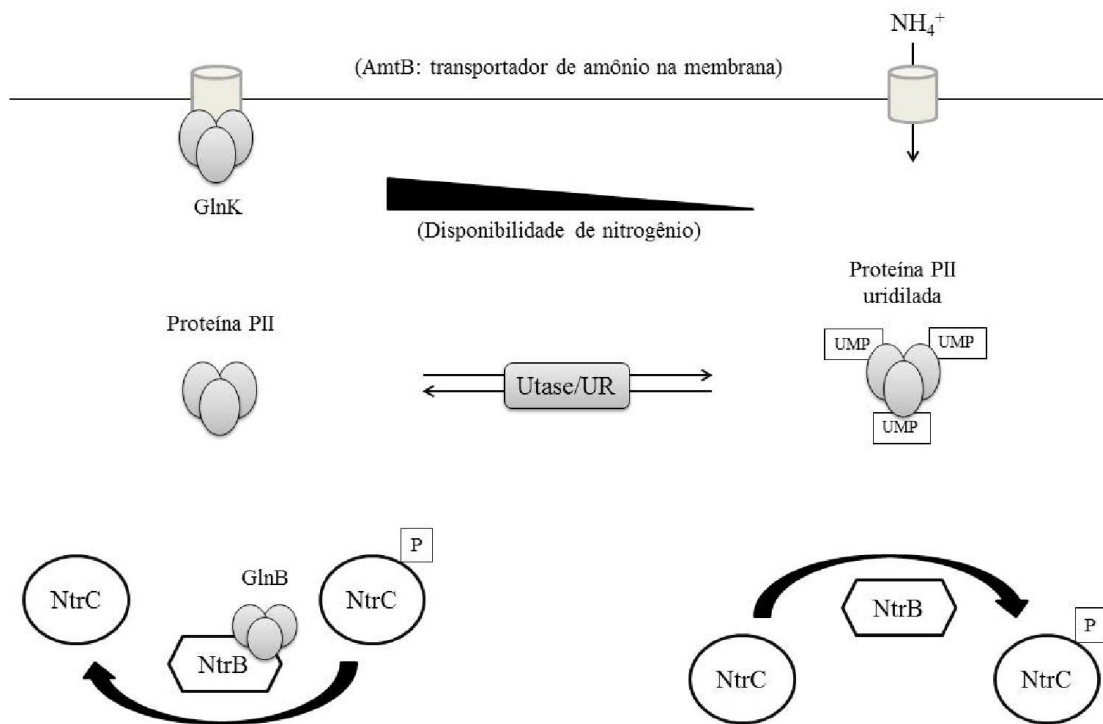 NH₄⁺
(AmtB: transportador de amônio na membrana)
GlnK
(Disponibilidade de nitrogênio)
Proteína PII
uridilada
Proteína PII
UMP
UMP
Utase/UR
UMP
P
GlnB
NtrC
NtrC
NtrB
NtrB
P
NtrC
NtrC